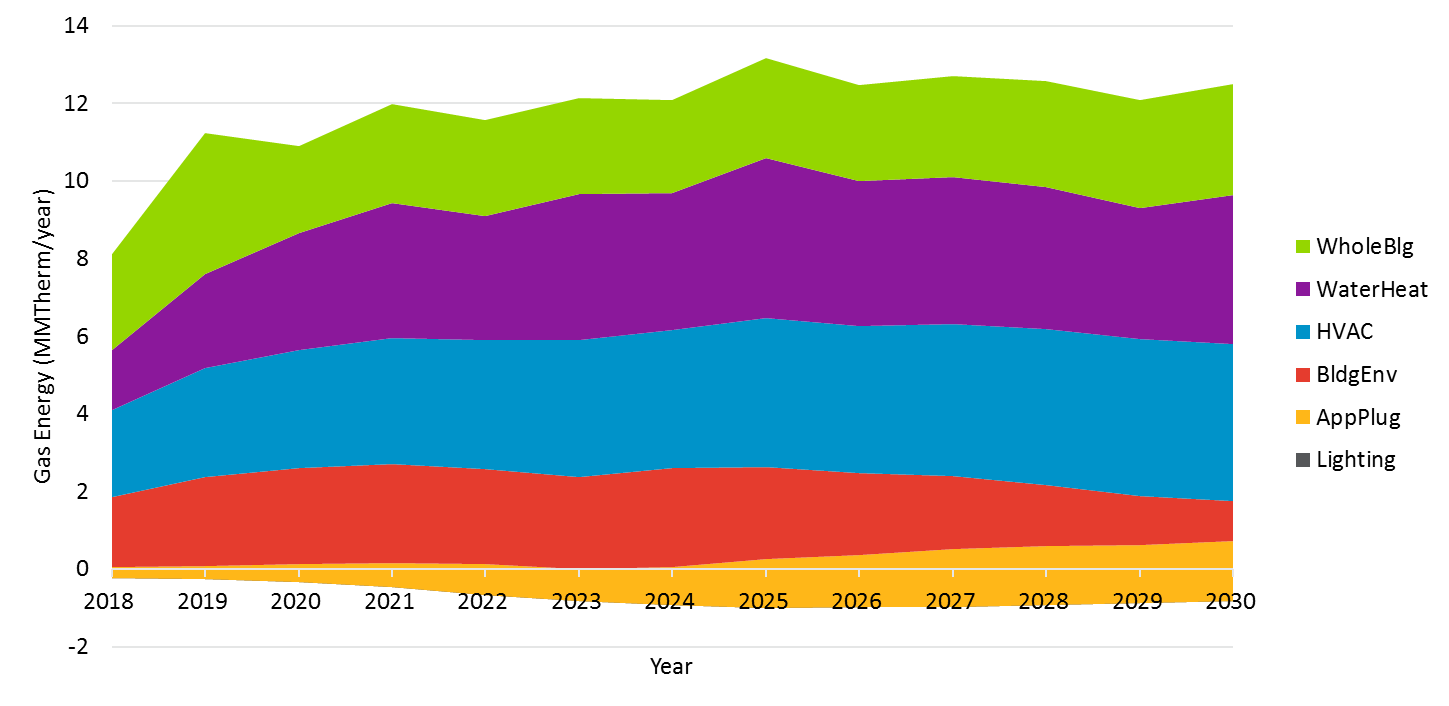 14
12
10
8
6
4
2
0
-2
Gas Energy (MMTherm/year)
2018 2019 2020 2021 2022 2023 2024 2025 2026 2027 2028 2029 2030
Year
WholeBlg
WaterHeat
HVAC
BldgEnv
AppPlug
Lighting